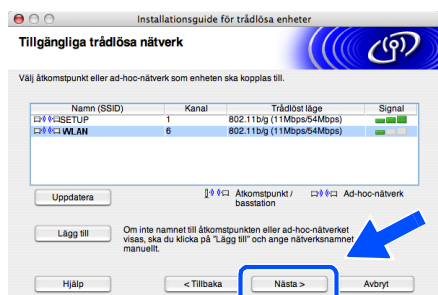 Installationsguide för trådlösa enheter
Tillgängliga trådlösa nätverk
Välj åtkomstpunkt eller ad-hoc-nätverk som enheten ska kopplas till.
Namn (SSID) Kanal Trådlöst läge Signal
SETUP 1 802.11b/g (11Mbps/54Mbps)
WLAN 6 802.11b/g (11Mbps/54Mbps)
Uppdatera
Åtkomstpunkt / basstation
Ad-hoc-nätverk
Lägg till
Om inte namnet till åtkomstpunkten eller ad-hoc-nätverket
visas, ska du klicka på "Lägg till" och ange nätverksnamnet
manuellt.
Hjälp < Tillbaka Nästa > Avbryt